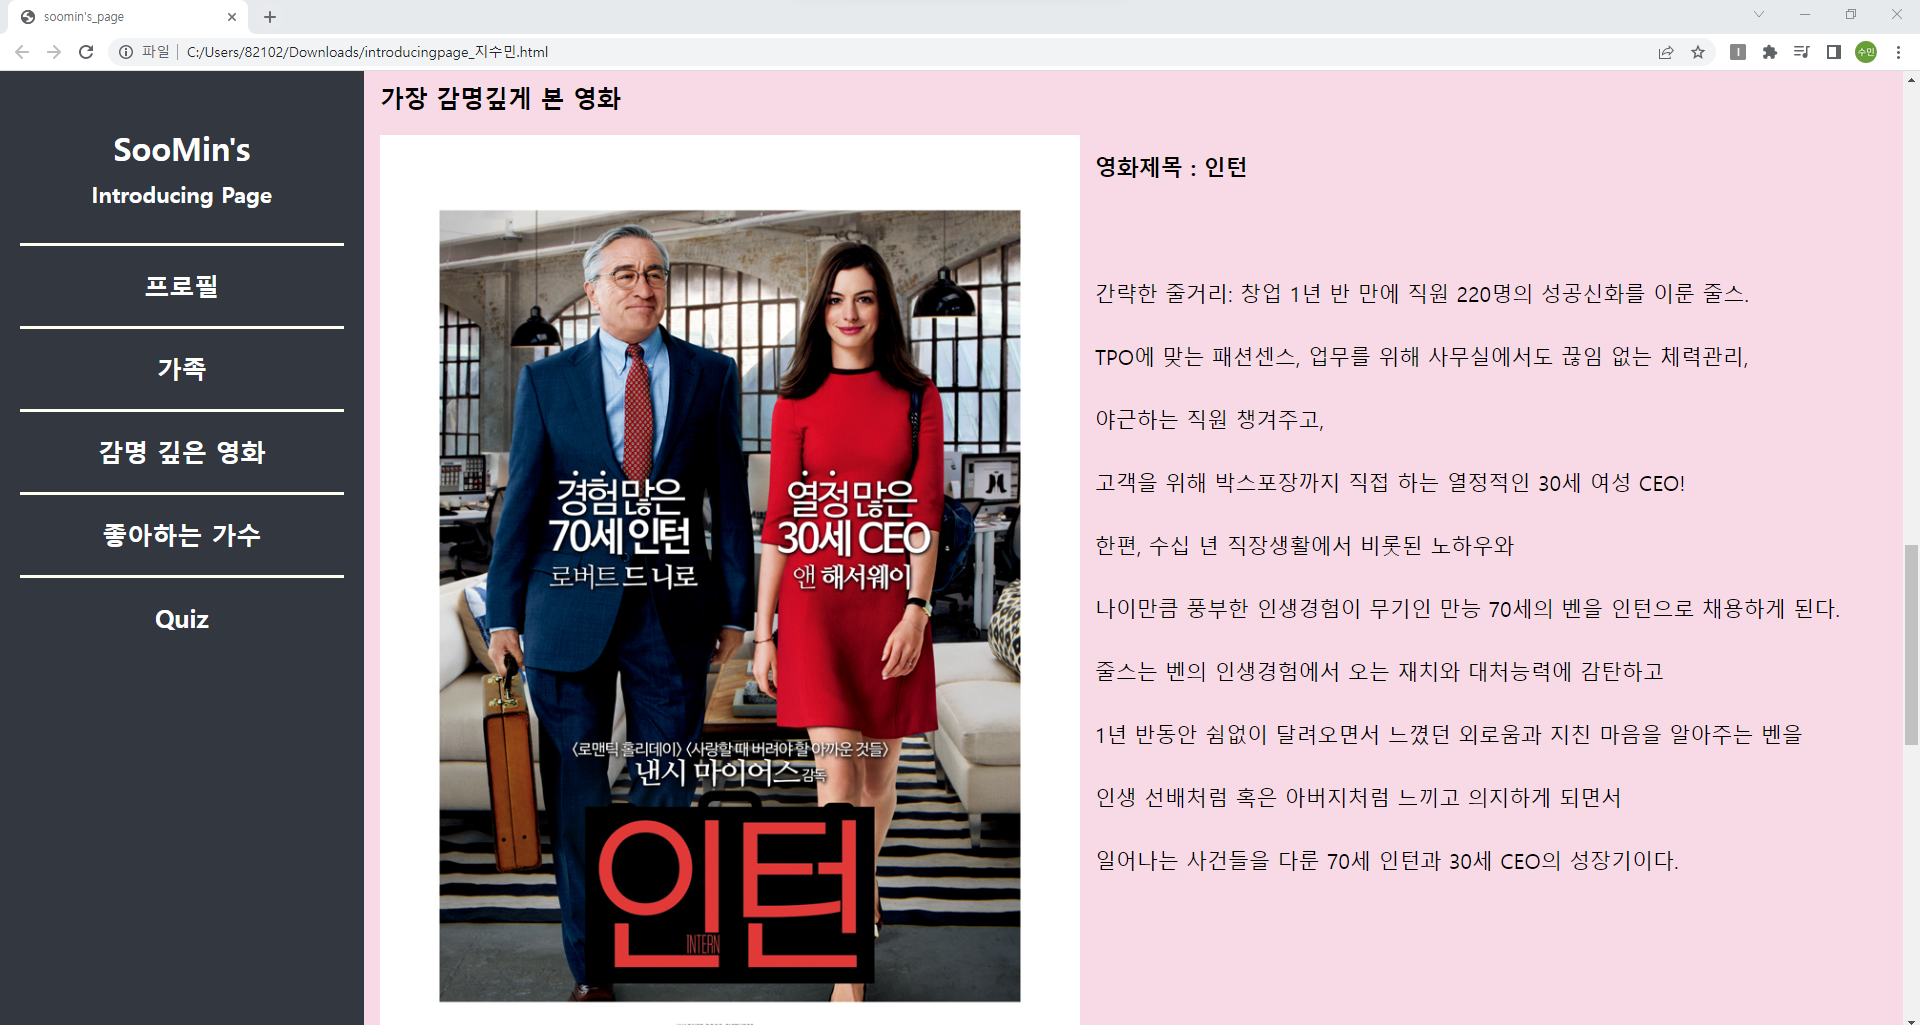 soomin's_page
파일
C:/Users/82102/Downloads/introducingpage_지수민.html
수민
SooMin's
Introducing Page
프로필
가족
감명 깊은 영화
좋아하는 가수
Quiz
가장 감명깊게 본 영화
경험 많은
70세 인턴
로버트 드 니로
열정 많은
30세 CEO
앤 해서웨이
<로맨틱 홀리데이> <사랑할 때 버려야 할 아까운 것들>
낸시 마이어스 감독
인턴
INTERN
영화제목 : 인턴
간략한 줄거리: 창업 1년 반 만에 직원 220명의 성공신화를 이룬 줄스.
TPO에 맞는 패션센스, 업무를 위해 사무실에서도 끊임 없는 체력관리,
야근하는 직원 챙겨주고,
고객을 위해 박스포장까지 직접 하는 열정적인 30세 여성 CEO!
한편, 수십 년 직장생활에서 비롯된 노하우와
나이만큼 풍부한 인생경험이 무기인 만능 70세의 벤을 인턴으로 채용하게 된다.
줄스는 벤의 인생경험에서 오는 재치와 대처능력에 감탄하고
1년 반동안 쉼없이 달려오면서 느꼈던 외로움과 지친 마음을 알아주는 벤을
인생 선배처럼 혹은 아버지처럼 느끼고 의지하게 되면서
일어나는 사건들을 다룬 70세 인턴과 30세 CEO의 성장기이다.